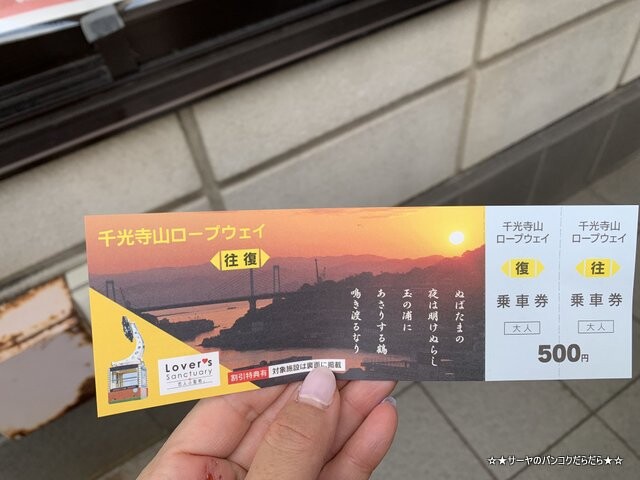 千光寺山ロープウェイ
往復
ぬばたまの
夜は明けぬらし
玉の浦に
あさりする鶴
鳴き渡るなり
Lover's
Sanctuary
割引特典有 対象施設は裏面に掲載
千光寺山
ロープウェイ
復
乗車券
大人
千光寺山
ロープウェイ
往
乗車券
大人
500円
☆★サーヤのバンコクだらだら★☆